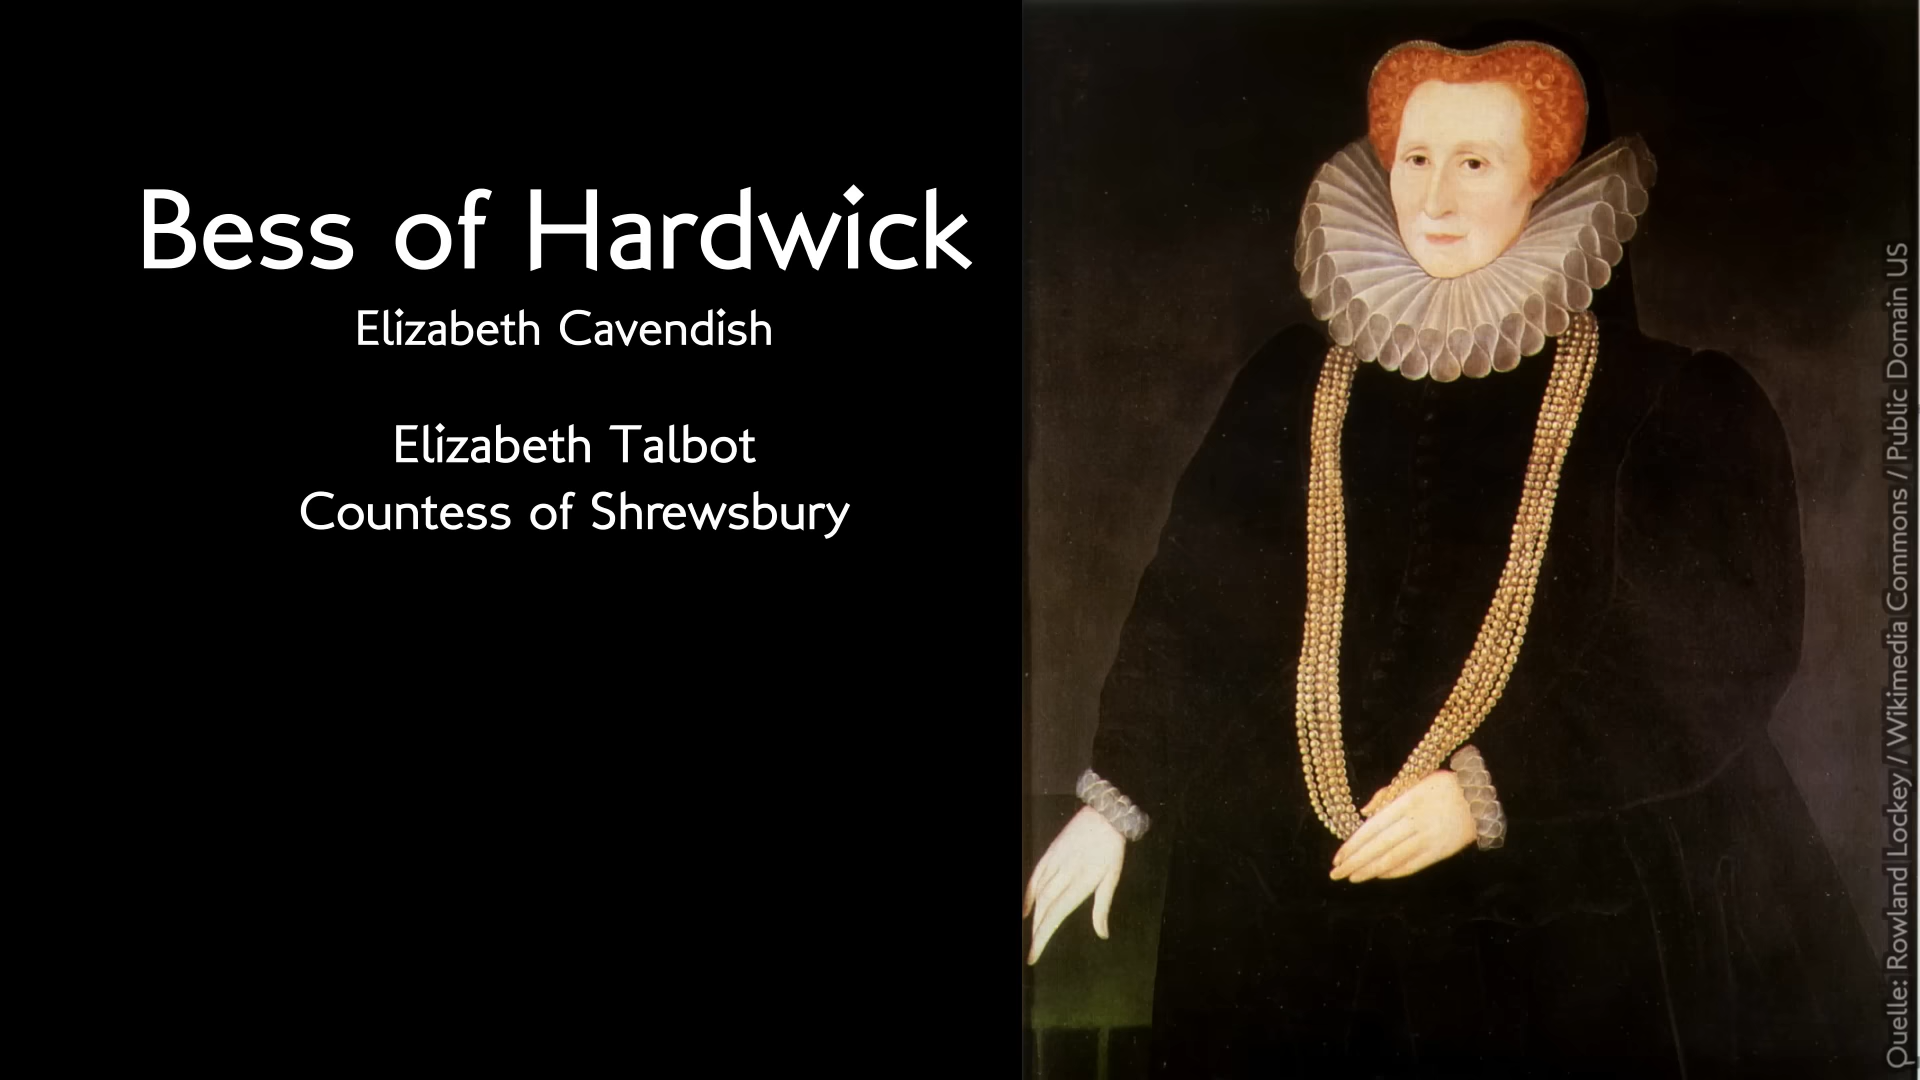 Bess of Hardwick
Elizabeth Cavendish
Elizabeth Talbot
Countess of Shrewsbury
Quelle: Rowland Lockey / Wikimedia Commons / Public Domain US